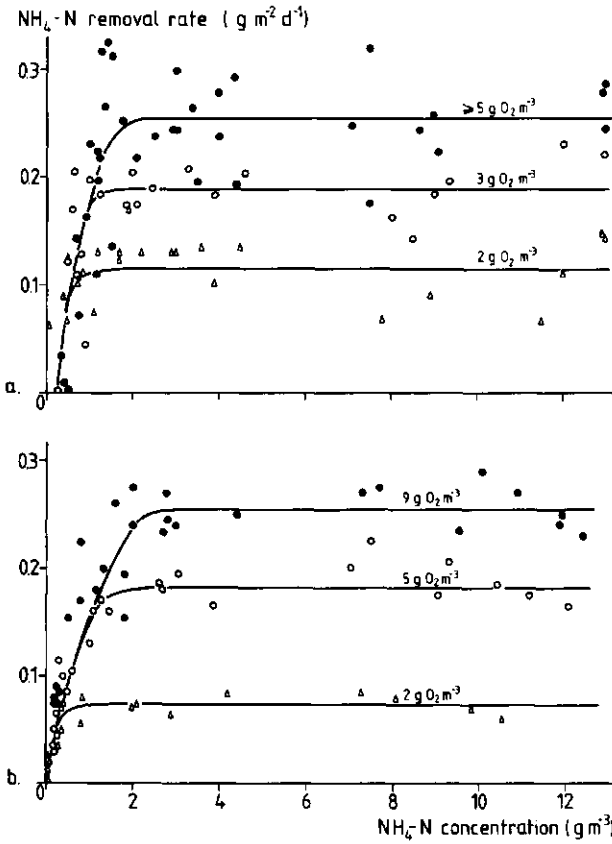 NH₄-N removal rate ( g m⁻² d⁻¹)
0.3
⩾ 5 g O₂ m⁻³
0.2
3 g O₂ m⁻³
2 g O₂ m⁻³
0.1
a.
0
0.3
9 g O₂ m⁻³
0.2
5 g O₂ m⁻³
0.1
2 g O₂ m⁻³
b.
0
0 2 4 6 8 10 12
NH₄-N concentration ( g m⁻³)